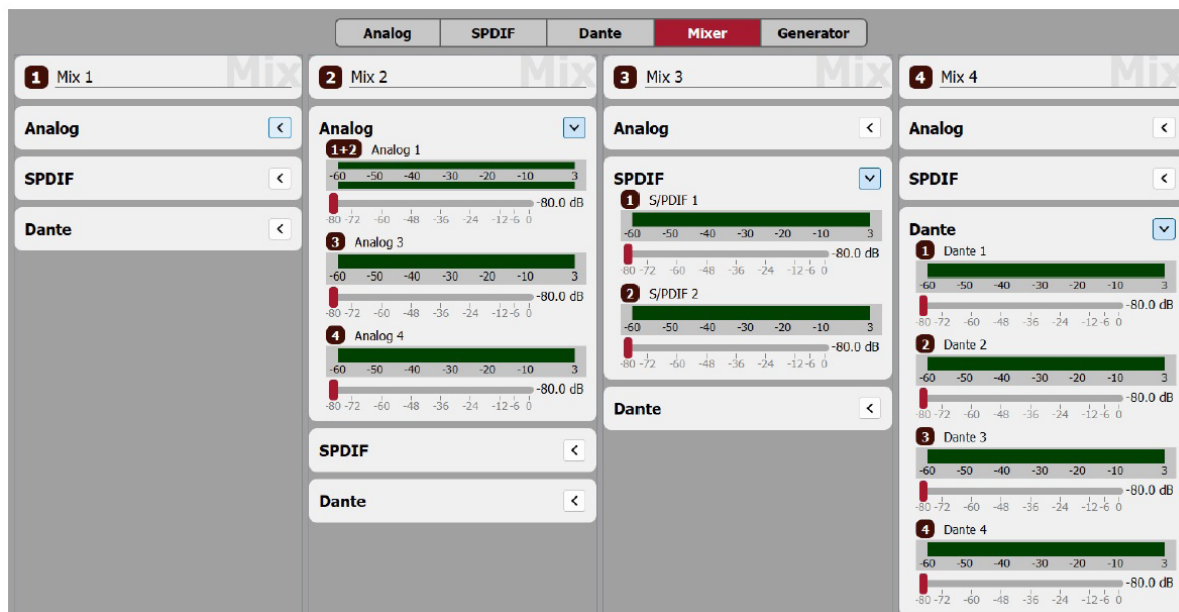 Analog SPDIF Dante Mixer Generator
1 Mix 1 Mix
Analog
SPDIF
Dante
2 Mix 2 Mix
Analog
1+2 Analog 1
-60 -50 -40 -30 -20 -10 3
-80.0 dB
-80 -72 -60 -48 -36 -24 -12 -6 0
3 Analog 3
-60 -50 -40 -30 -20 -10 3
-80.0 dB
-80 -72 -60 -48 -36 -24 -12 -6 0
4 Analog 4
-60 -50 -40 -30 -20 -10 3
-80.0 dB
-80 -72 -60 -48 -36 -24 -12 -6 0
SPDIF
Dante
3 Mix 3 Mix
Analog
SPDIF
1 S/PDIF 1
-60 -50 -40 -30 -20 -10 3
-80.0 dB
-80 -72 -60 -48 -36 -24 -12 -6 0
2 S/PDIF 2
-60 -50 -40 -30 -20 -10 3
-80.0 dB
-80 -72 -60 -48 -36 -24 -12 -6 0
Dante
4 Mix 4 Mix
Analog
SPDIF
Dante
1 Dante 1
-60 -50 -40 -30 -20 -10 3
-80.0 dB
-80 -72 -60 -48 -36 -24 -12 -6 0
2 Dante 2
-60 -50 -40 -30 -20 -10 3
-80.0 dB
-80 -72 -60 -48 -36 -24 -12 -6 0
3 Dante 3
-60 -50 -40 -30 -20 -10 3
-80.0 dB
-80 -72 -60 -48 -36 -24 -12 -6 0
4 Dante 4
-60 -50 -40 -30 -20 -10 3
-80.0 dB
-80 -72 -60 -48 -36 -24 -12 -6 0